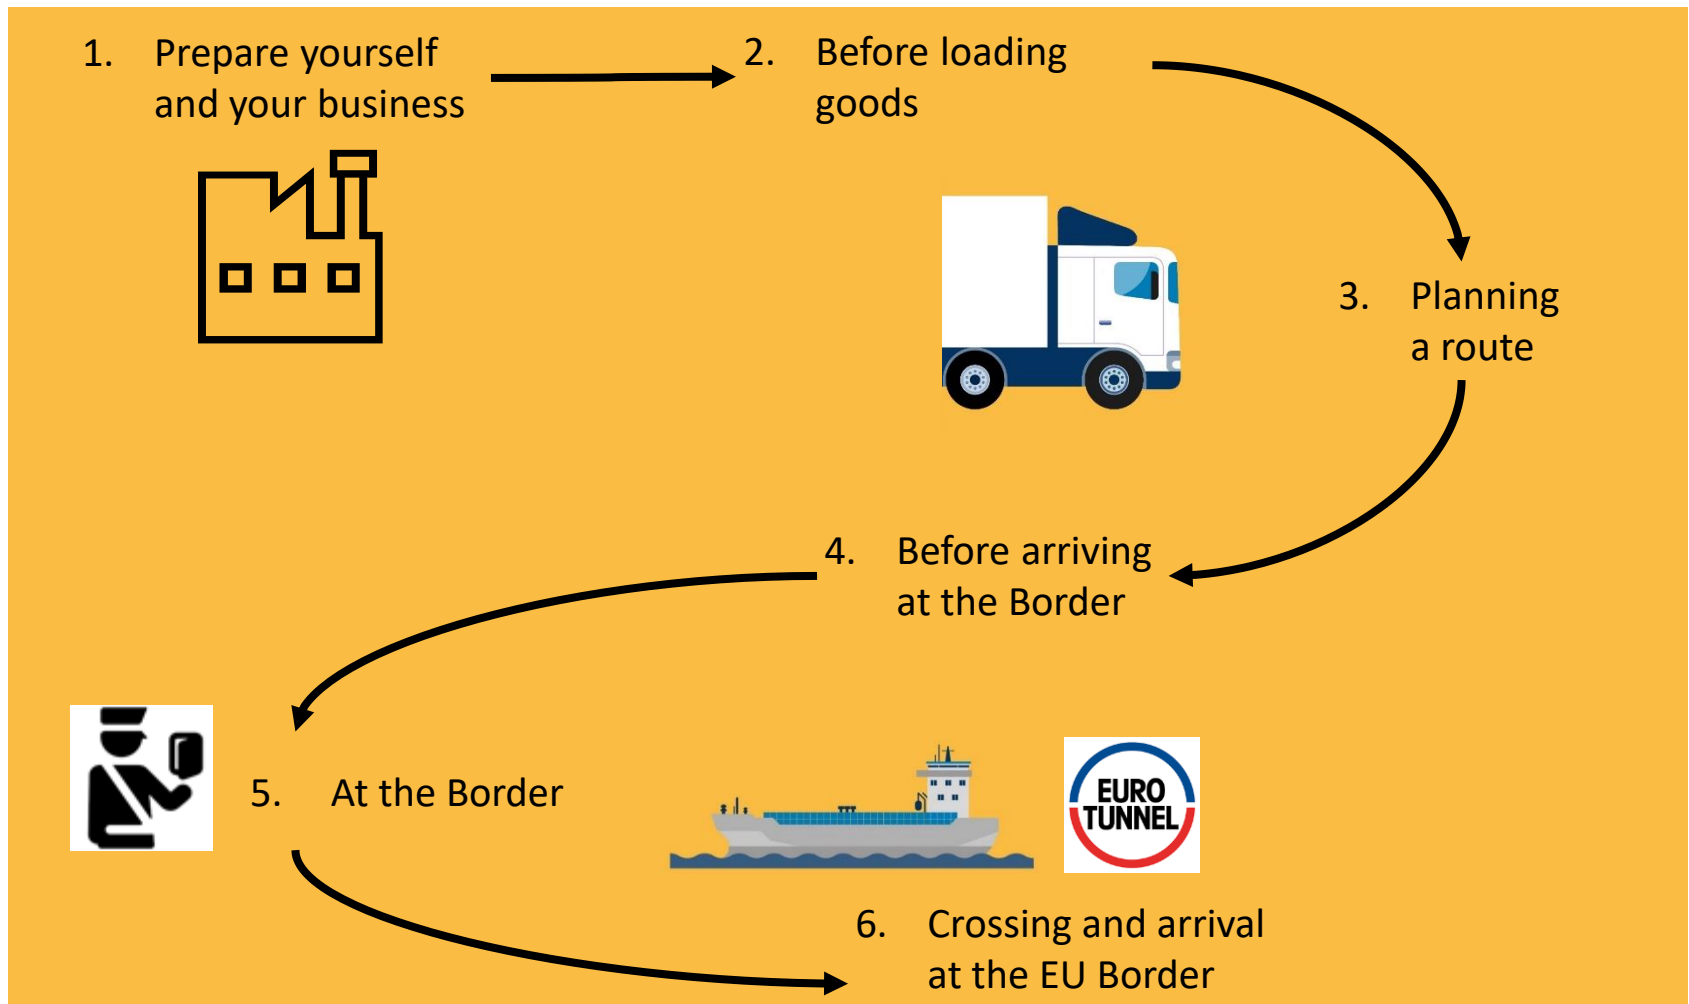 1. Prepare yourself
and your business
2. Before loading
goods
3. Planning
a route
4. Before arriving
at the Border
5. At the Border
EURO
TUNNEL
6. Crossing and arrival
at the EU Border